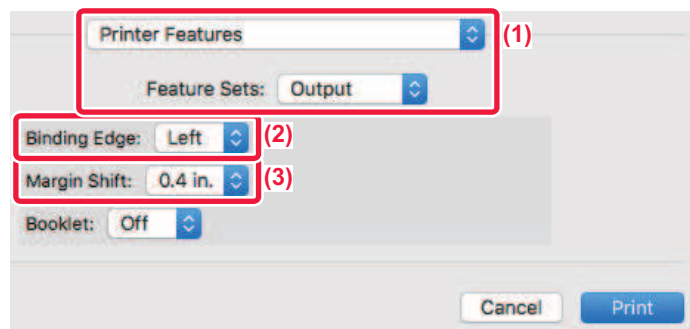 Printer Features (1)
Feature Sets: Output
Binding Edge: Left (2)
Margin Shift: 0.4 in. (3)
Booklet: Off
Cancel Print